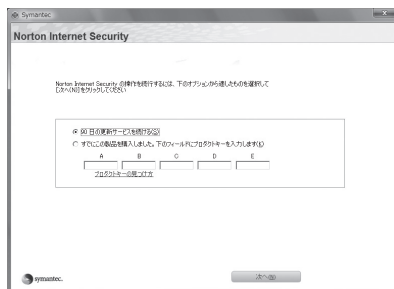 Symantec
Norton Internet Security
Norton Internet Security の操作を続行するには、下のオプションから適したものを選択して
[次へ(N)]をクリックしてください
90 日の更新サービスを続ける(S)
すでにこの製品を購入しました。下のフィールドにプロダクトキーを入力します(K)
A B C D E
プロダクトキーの見つけ方
symantec.
次へ(N)